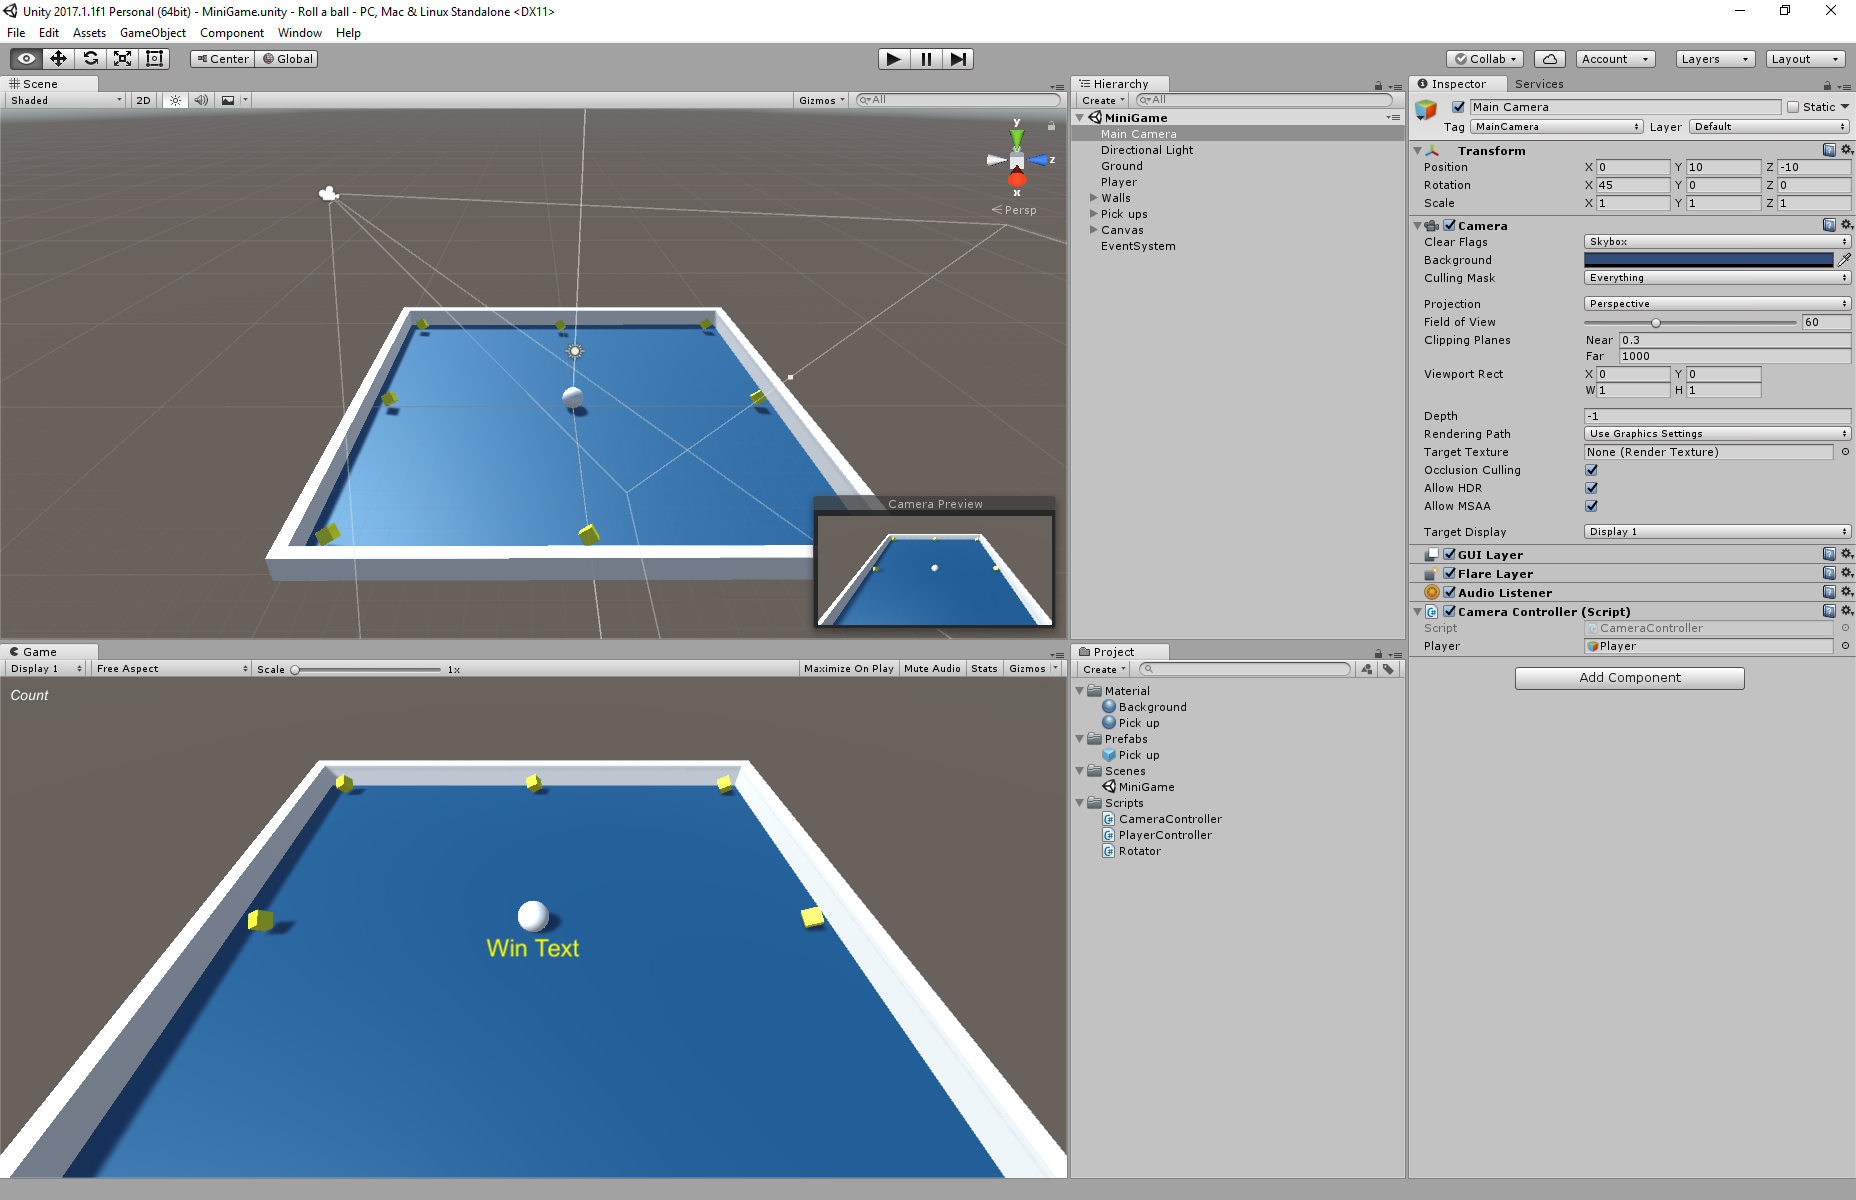 Unity 2017.1.1f1 Personal (64bit) - MiniGame.unity - Roll a ball - PC, Mac & Linux Standalone <DX11>
File Edit Assets GameObject Component Window Help
Center Global Collab Account Layers Layout
Scene
Shaded 2D Gizmos All
y
z
x
Persp
Camera Preview
Game
Display 1 Free Aspect Scale 1x Maximize On Play Mute Audio Stats Gizmos
Count
Win Text
Hierarchy
Create All
MiniGame
Main Camera
Directional Light
Ground
Player
Walls
Pick ups
Canvas
EventSystem
Project
Create
Material
Background
Pick up
Prefabs
Pick up
Scenes
MiniGame
Scripts
CameraController
PlayerController
Rotator
Inspector Services
Main Camera Static
Tag MainCamera Layer Default
Transform
Position X 0 Y 10 Z -10
Rotation X 45 Y 0 Z 0
Scale X 1 Y 1 Z 1
Camera
Clear Flags Skybox
Background
Culling Mask Everything
Projection Perspective
Field of View 60
Clipping Planes Near 0.3
Far 1000
Viewport Rect X 0 Y 0
W 1 H 1
Depth -1
Rendering Path Use Graphics Settings
Target Texture None (Render Texture)
Occlusion Culling
Allow HDR
Allow MSAA
Target Display Display 1
GUI Layer
Flare Layer
Audio Listener
Camera Controller (Script)
Script CameraController
Player Player
Add Component